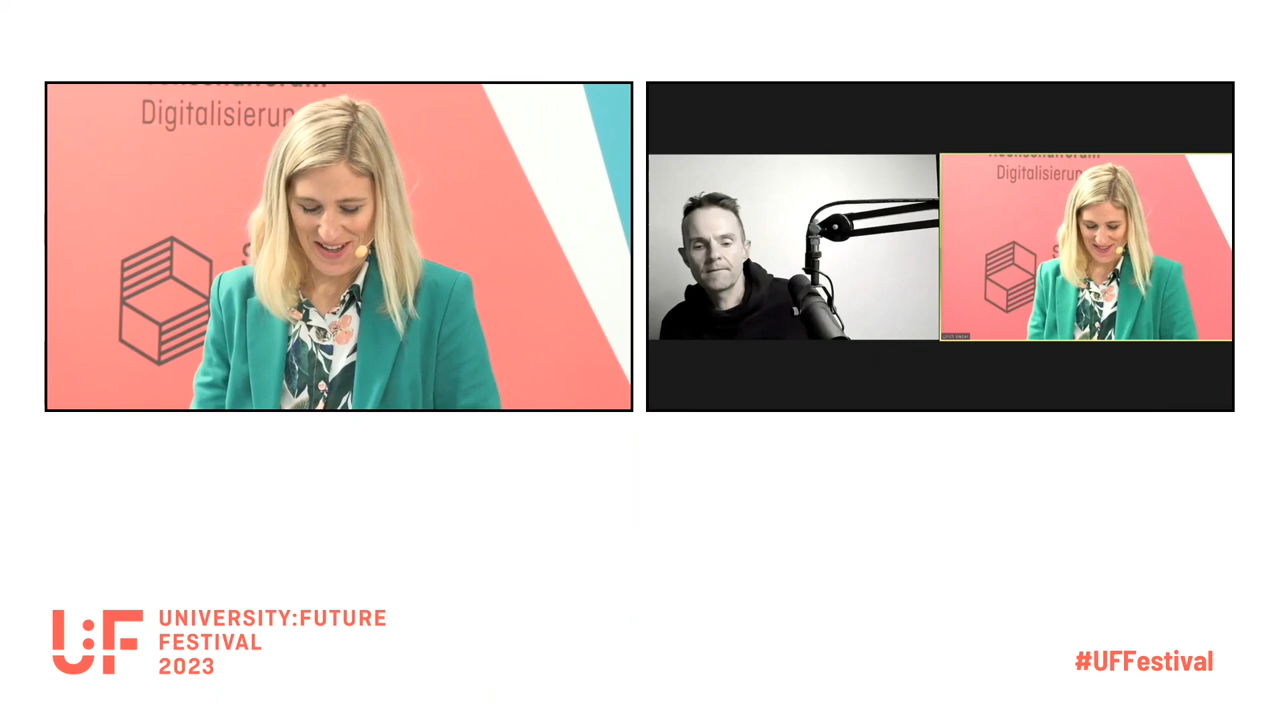 Digitalisierun
S
Digitalisierun
UNIVERSITY:FUTURE
FESTIVAL
2023
#UFFestival